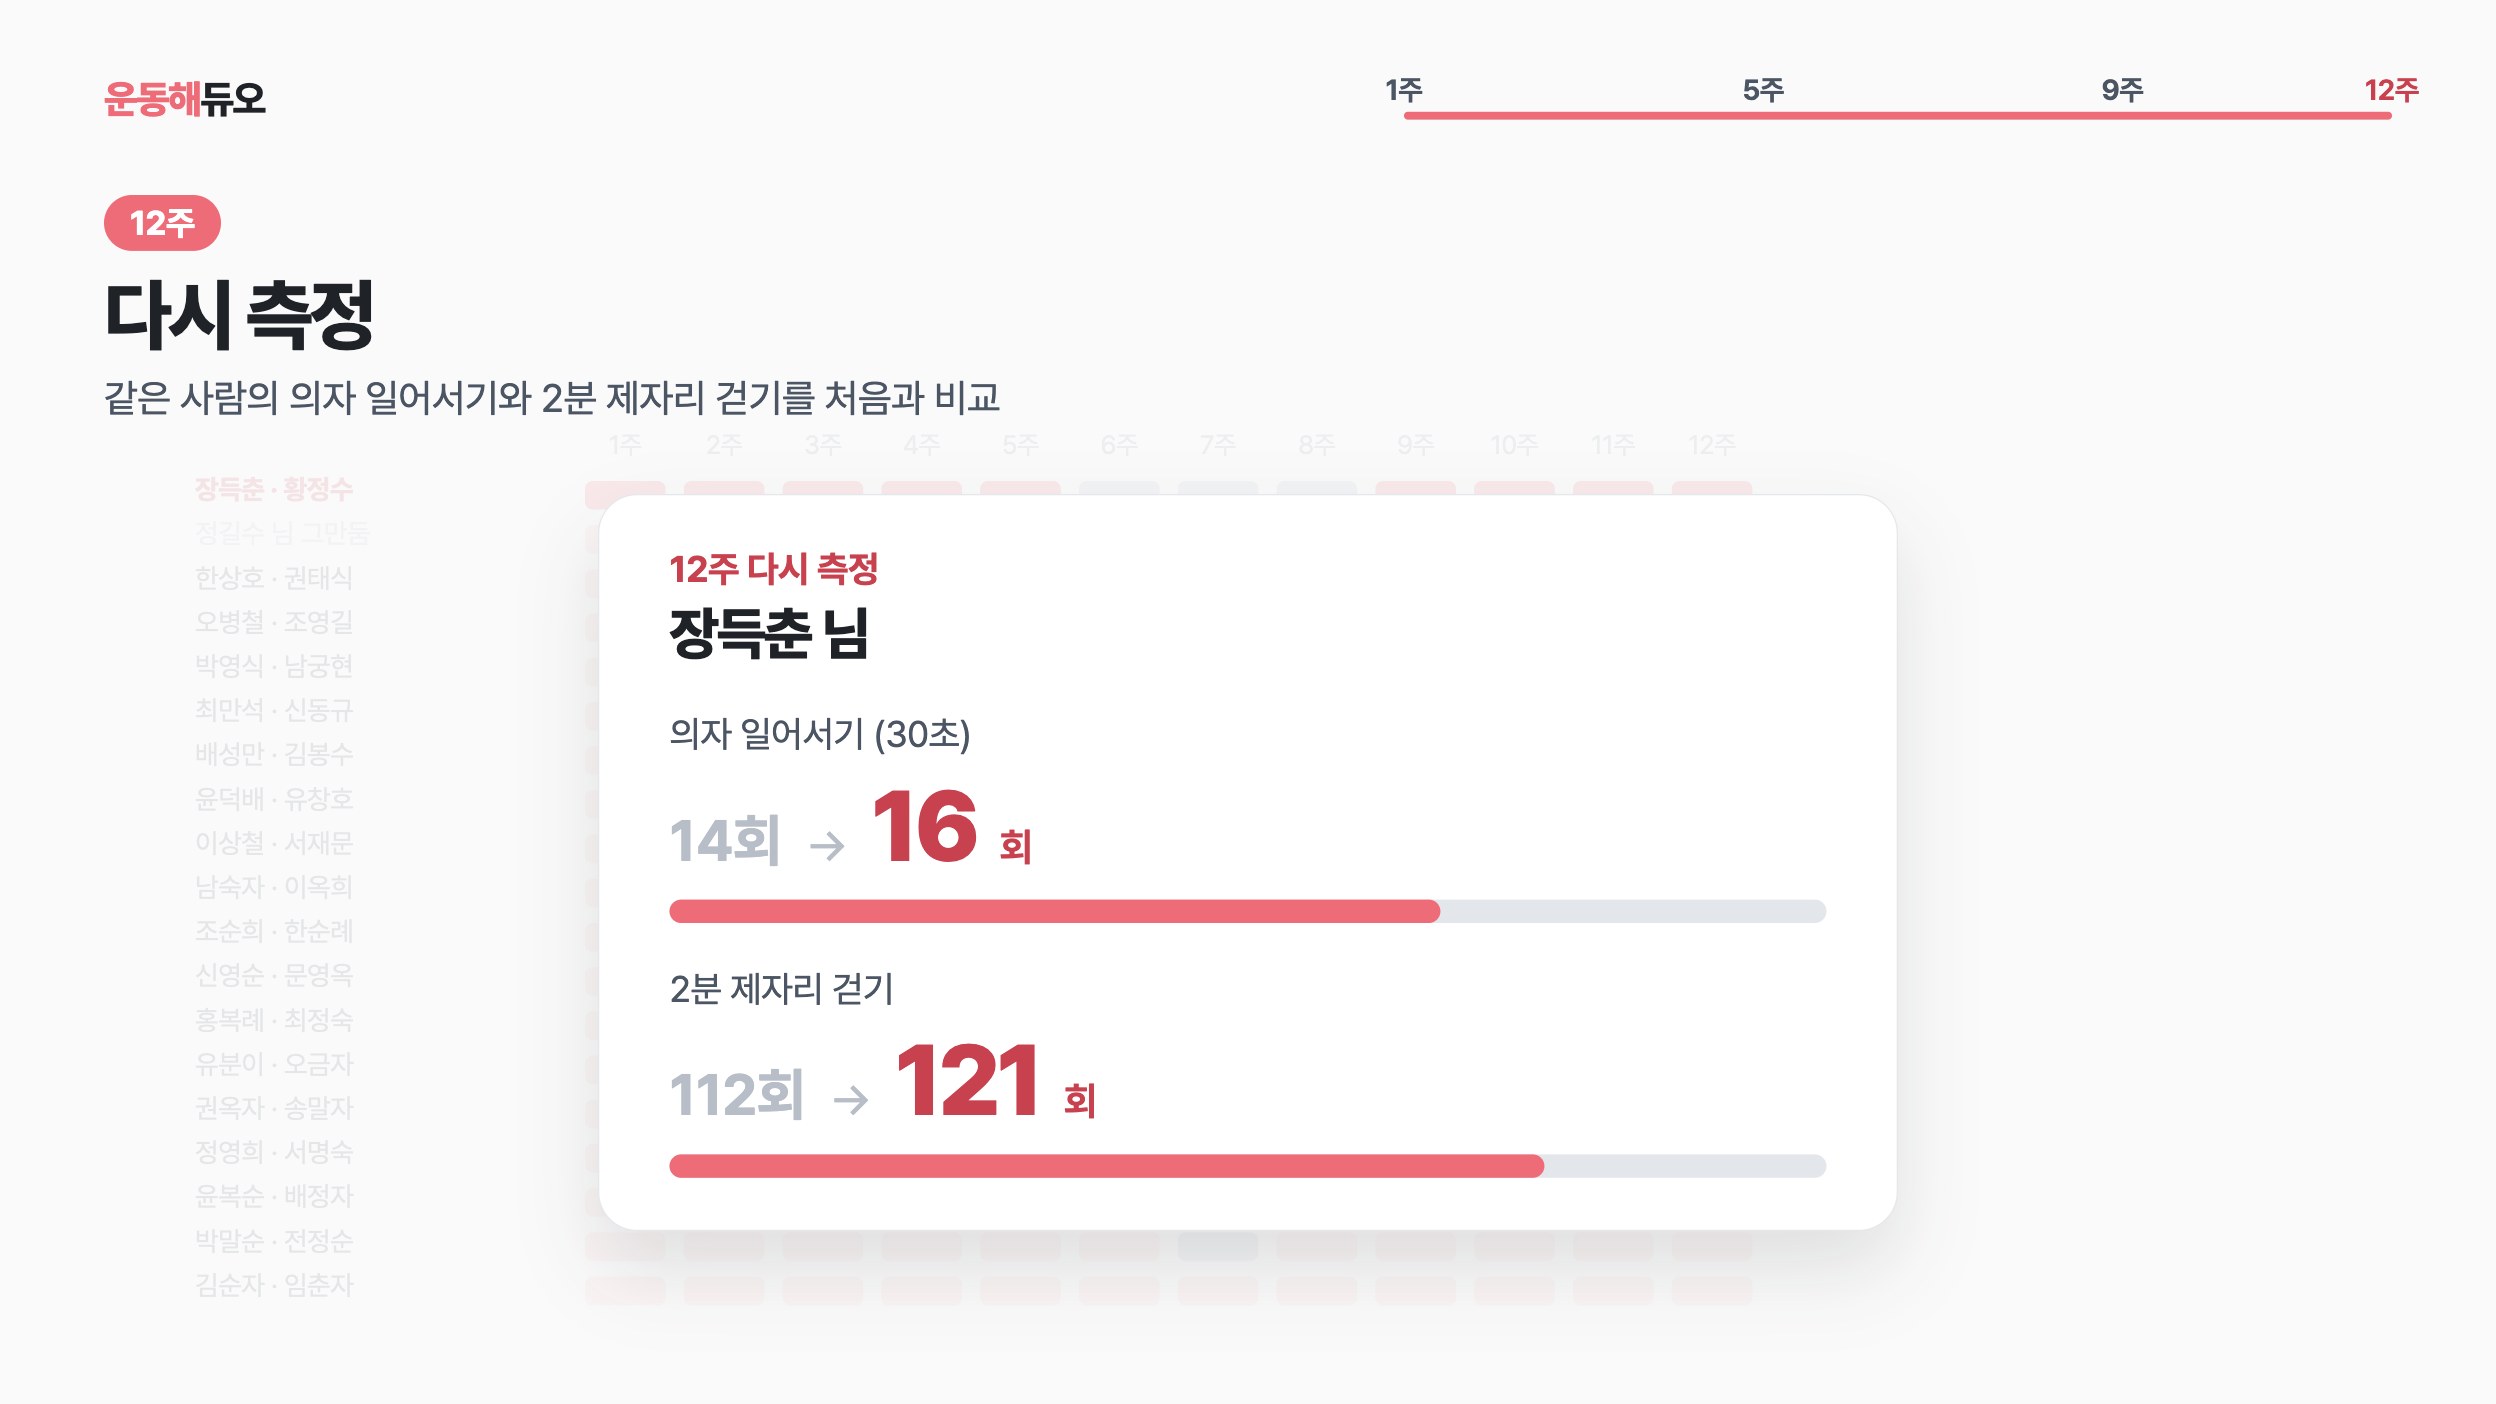 운동해듀오
1주 5주 9주 12주
12주
다시 측정
같은 사람의 의자 일어서기와 2분 제자리 걷기를 처음과 비교
1주 2주 3주 4주 5주 6주 7주 8주 9주 10주 11주 12주
장득춘 · 황정수
정길수 님 그만둠
한상호 · 권태식
오병철 · 조영길
박영식 · 남궁현
최만석 · 신동규
배성만 · 김봉수
윤덕배 · 유창호
이상철 · 서재문
남숙자 · 이옥희
조순희 · 한순례
신영순 · 문영옥
홍복례 · 최정숙
유분이 · 오금자
권옥자 · 송말자
정영희 · 서명숙
윤복순 · 배정자
박말순 · 전정순
김순자 · 임춘자
12주 다시 측정
장득춘 님
의자 일어서기 (30초)
14회 → 16 회
2분 제자리 걷기
112회 → 121 회